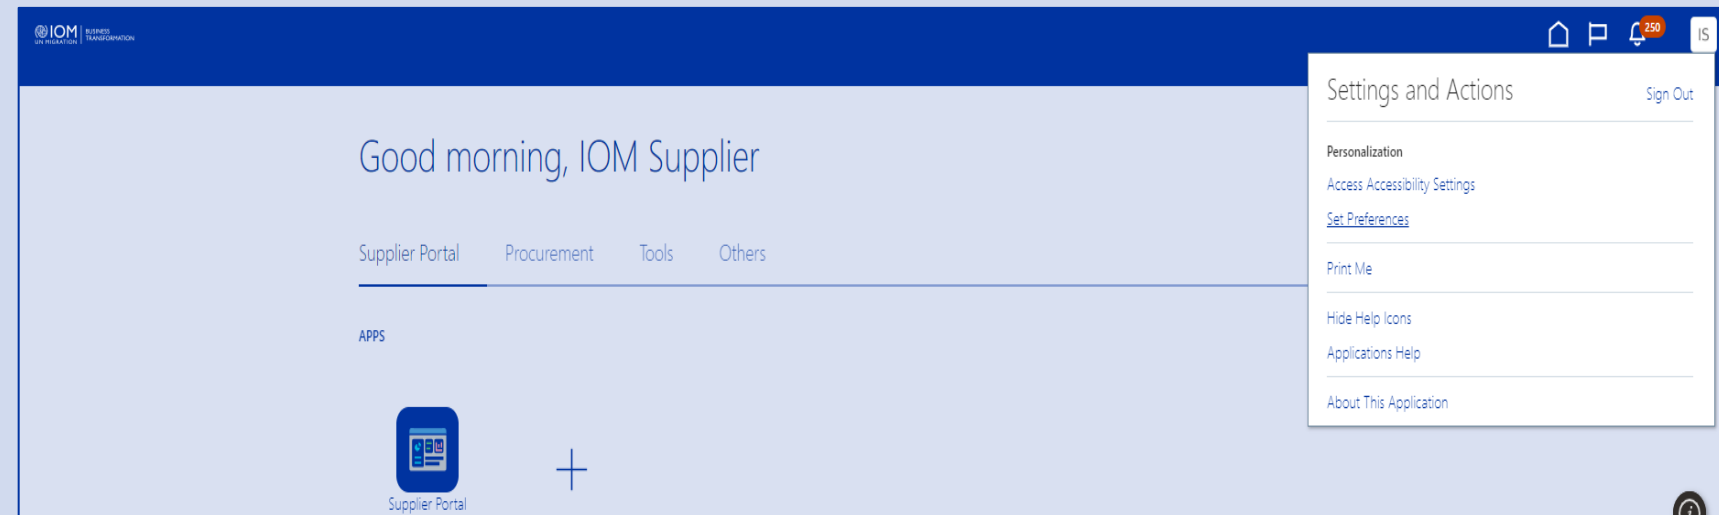 IOM
UN MIGRATION
BUSINESS
TRANSFORMATION
250
IS
Settings and Actions
Sign Out
Personalization
Access Accessibility Settings
Set Preferences
Print Me
Hide Help Icons
Applications Help
About This Application
Good morning, IOM Supplier
Supplier Portal Procurement Tools Others
APPS
Supplier Portal